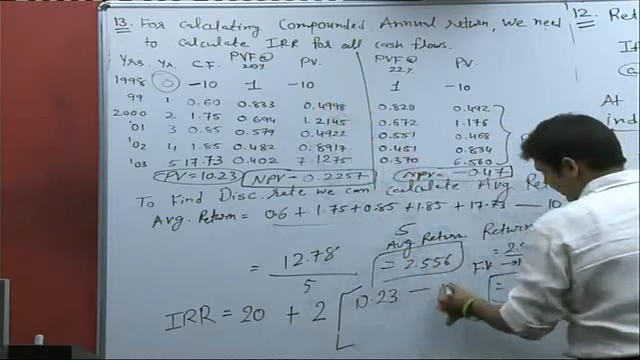 13. For calculating Compounded Annual return, we need
to calculate IRR for all cash flows.
Yrs. Yr. C.F. PVF@ 20% PV. PVF@ 22% PV.
1998 0 -10 1 -10 1 -10
99 1 0.60 0.833 0.4998 0.820 0.492
2000 2 1.75 0.694 1.2145 0.672 1.176
'01 3 0.85 0.579 0.4922 0.551 0.468
'02 4 1.85 0.482 0.8917 0.451 0.834
'03 5 17.73 0.402 7.1275 0.370 6.560
PV=10.23 NPV=0.2257 NPV=-0.47
To Find Disc. rate we can calculate Avg. Re
Avg. Return = 0.6 + 1.75+0.85 +1.85 +17.73 - 10
5
= 12.78
5
Avg Return
= 2.556
IRR = 20 + 2 [ 10.23 -
12. Ret
IF
At
ind
Return
F.V.
=